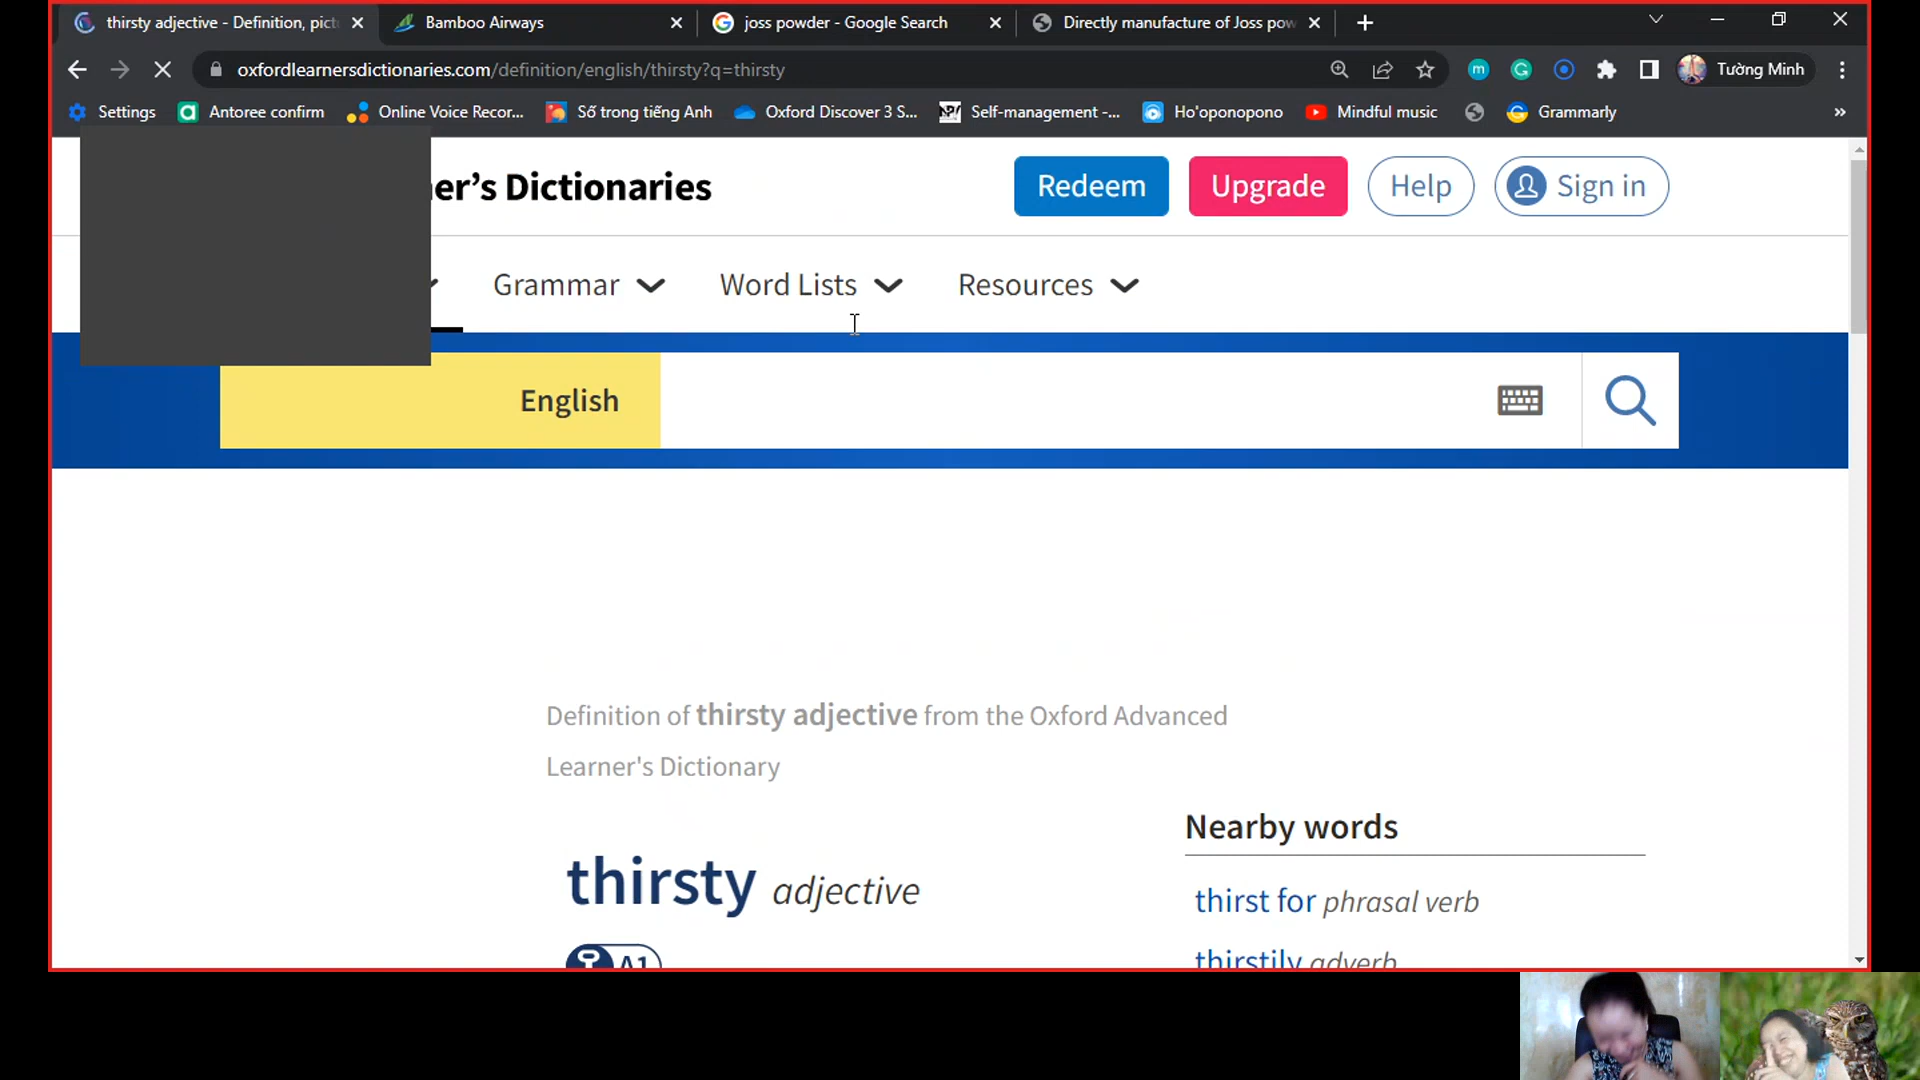 thirsty adjective - Definition, pict
Bamboo Airways
joss powder - Google Search
Directly manufacture of Joss pow
oxfordlearnersdictionaries.com/definition/english/thirsty?q=thirsty
Tường Minh
Settings
Antoree confirm
Online Voice Recor...
Số trong tiếng Anh
Oxford Discover 3 S...
Self-management -...
Ho'oponopono
Mindful music
Grammarly
er's Dictionaries
Redeem
Upgrade
Help
Sign in
Grammar
Word Lists
Resources
English
Definition of thirsty adjective from the Oxford Advanced
Learner's Dictionary
thirsty adjective
A1
Nearby words
thirst for phrasal verb
thirstily adverb